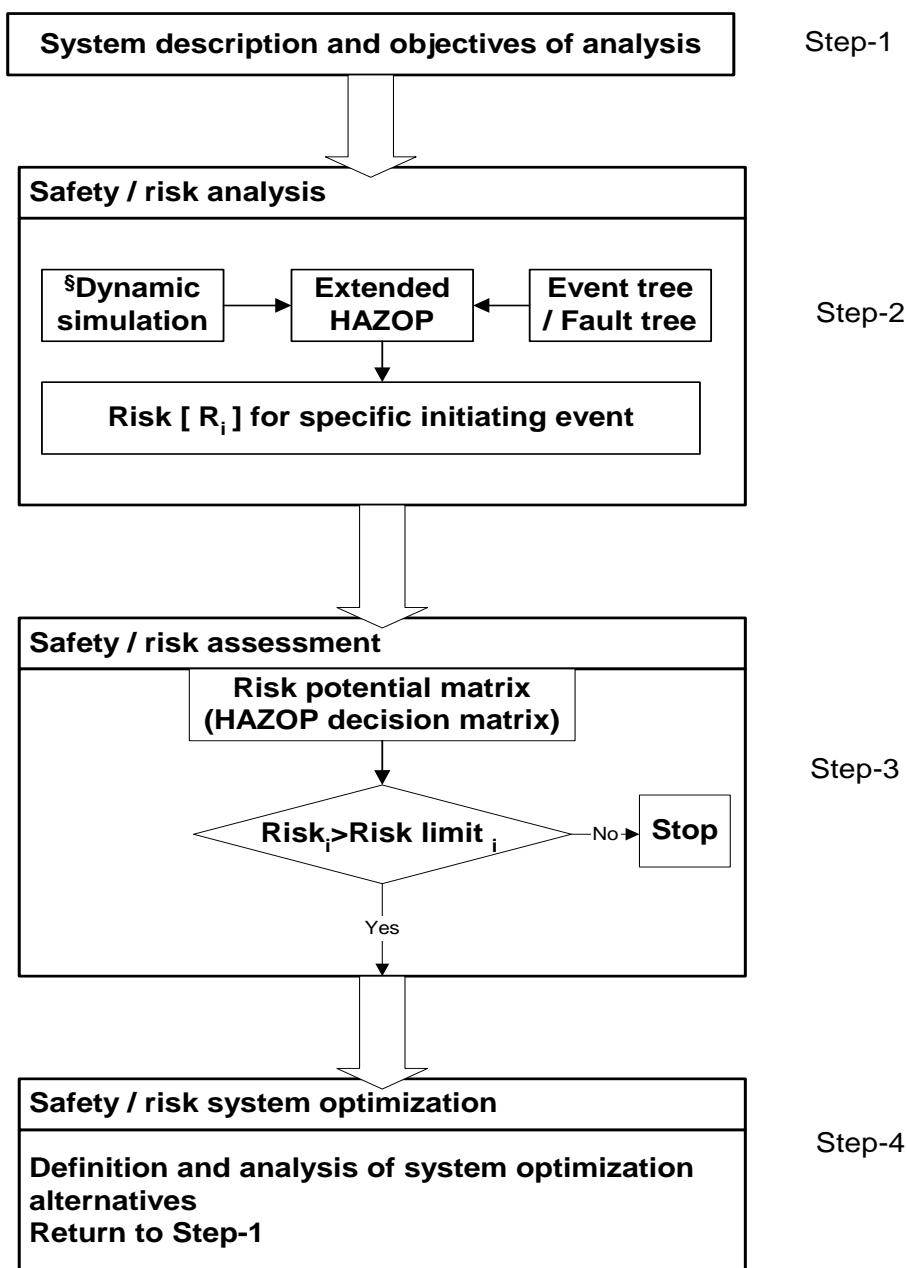 System description and objectives of analysis
Step-1
Safety / risk analysis
§Dynamic
simulation
Extended
HAZOP
Event tree
/ Fault tree
Step-2
Risk [ Ri ] for specific initiating event
Safety / risk assessment
Risk potential matrix
(HAZOP decision matrix)
Step-3
Riski>Risk limit i
No
Stop
Yes
Safety / risk system optimization
Step-4
Definition and analysis of system optimization
alternatives
Return to Step-1